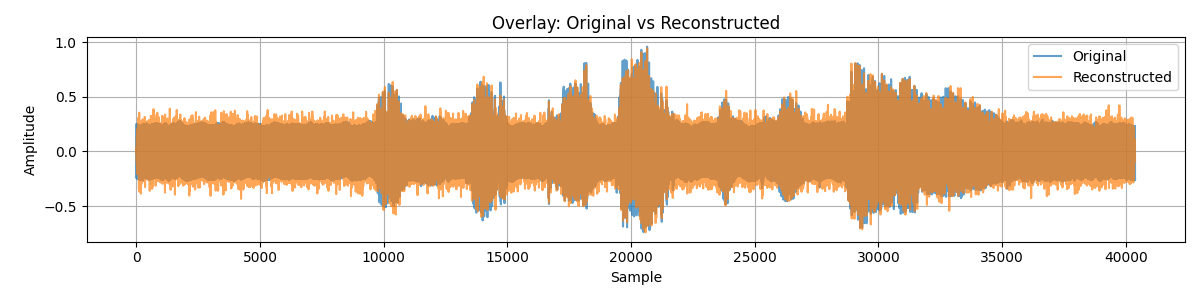 Overlay: Original vs Reconstructed
Original
Reconstructed
Amplitude
1.0
0.5
0.0
−0.5
0 5000 10000 15000 20000 25000 30000 35000 40000
Sample